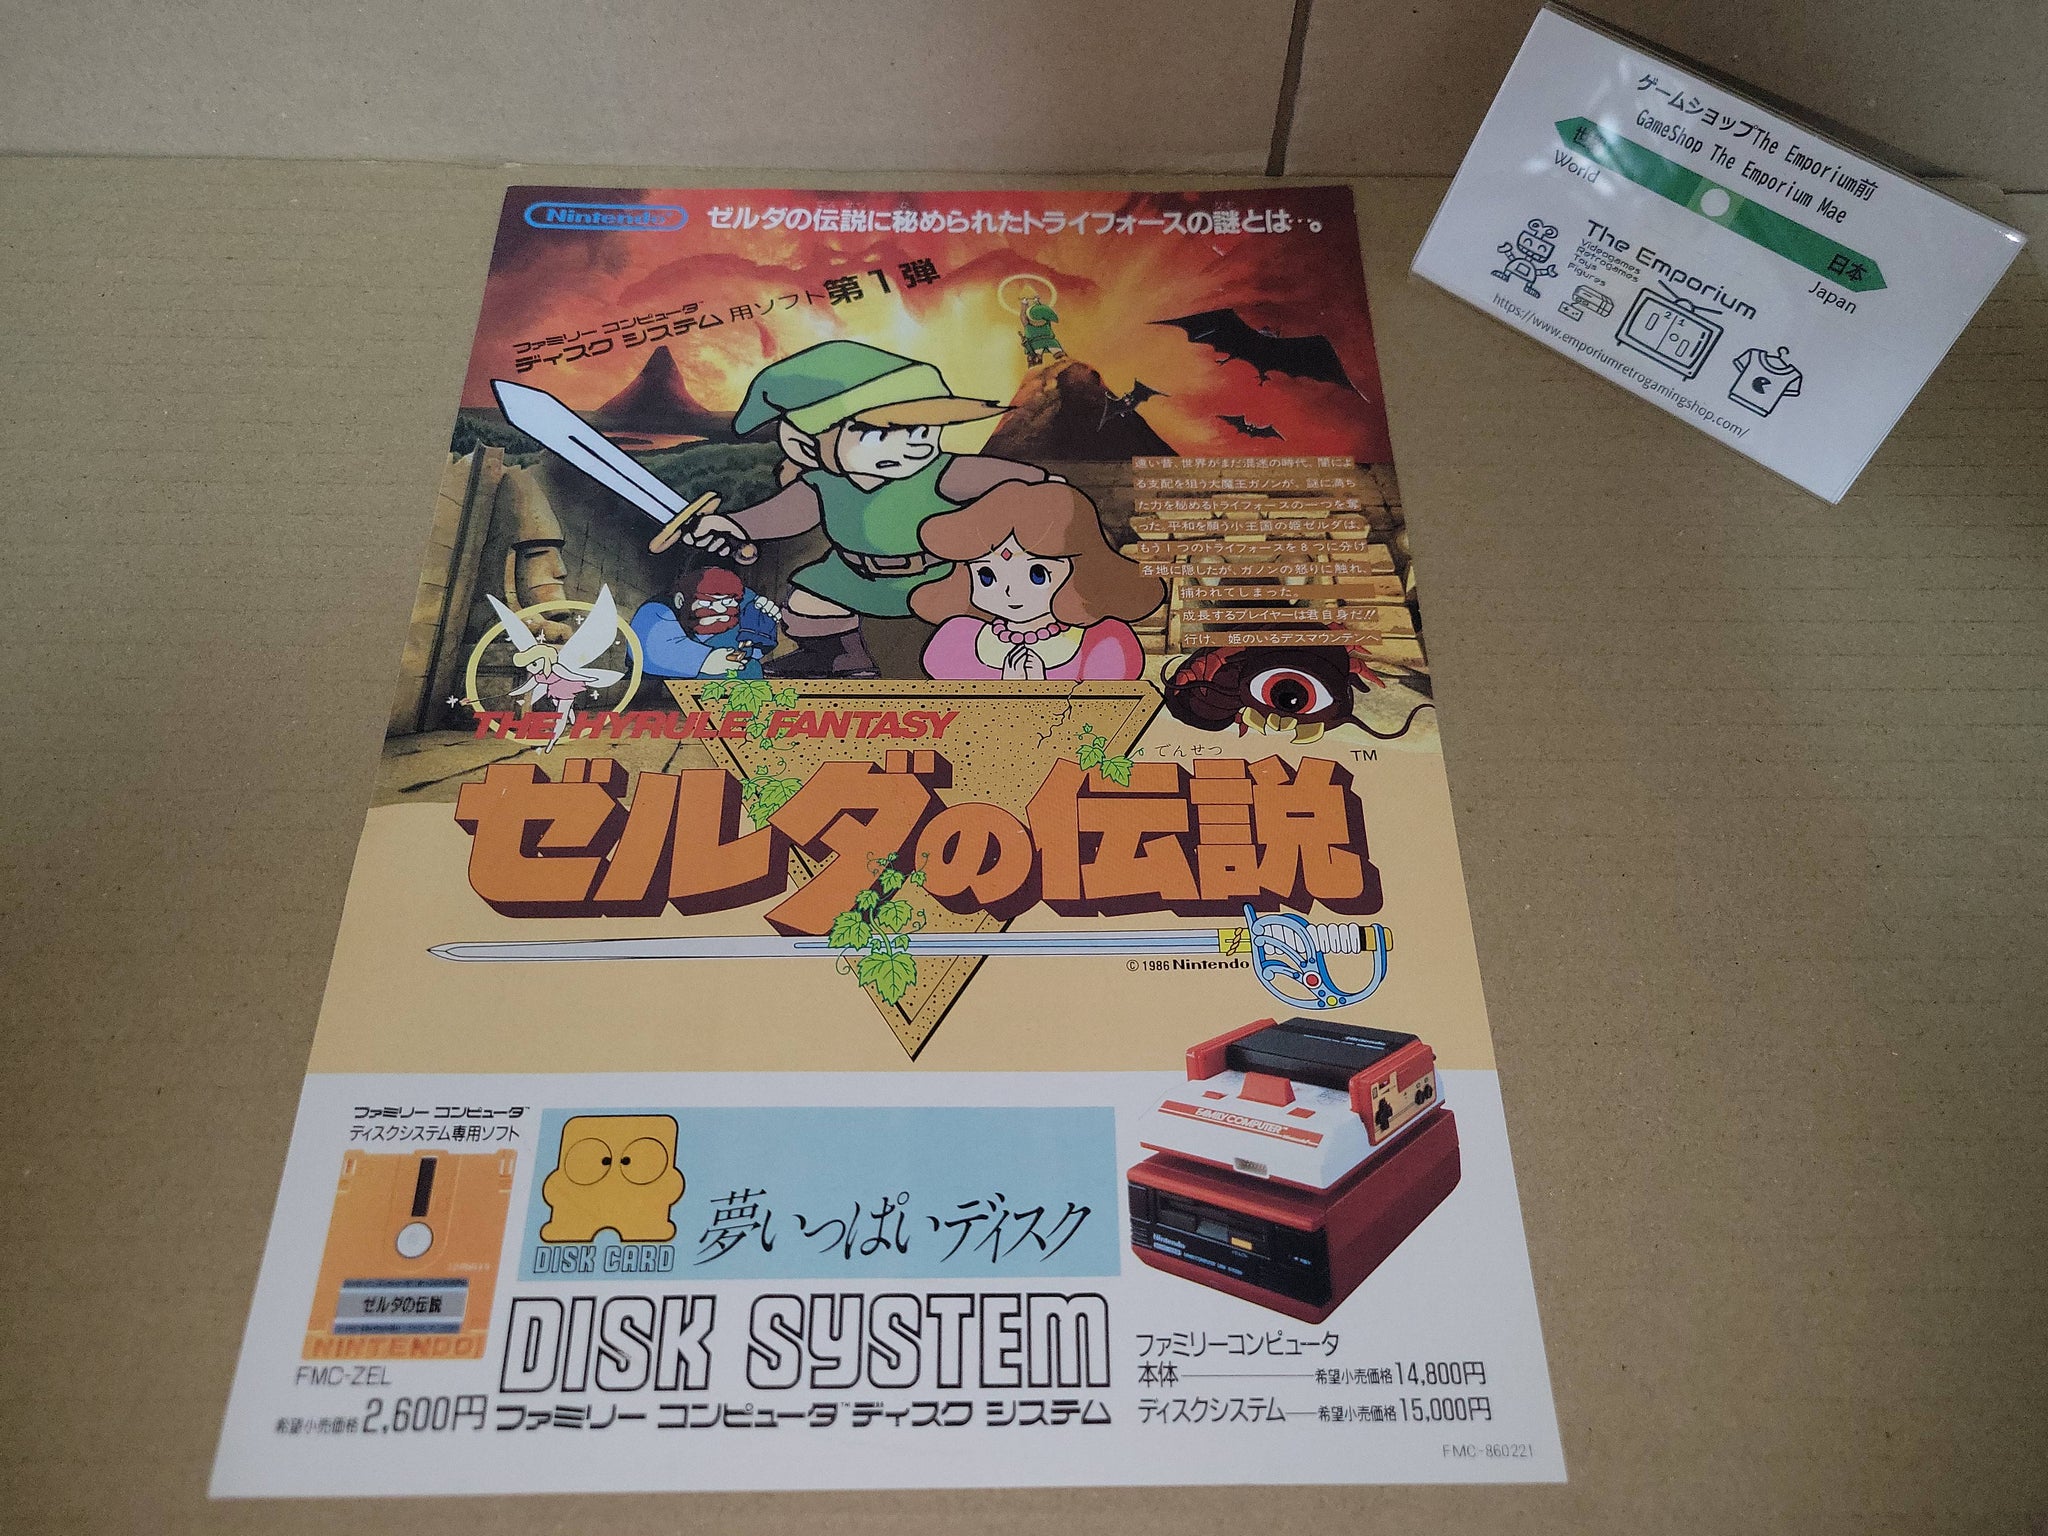 Nintendo
ゼルダの伝説に秘められたトライフォースの謎とは…。
ファミリー コンピュータ™
ディスク システム用ソフト第1弾
遠い昔、世界がまだ混迷の時代、闇によ
る支配を狙う大魔王ガノンが、謎に満ち
た力を秘めるトライフォースの一つを奪
った。平和を願う小王国の姫ゼルダは、
もう1つのトライフォースを8つに分け
各地に隠したが、ガノンの怒りに触れ、
捕われてしまった。
成長するプレイヤーは君自身だ!!
行け、姫のいるデスマウンテンへ
THE HYRULE FANTASY
でんせつ
ゼルダの伝説
TM
© 1986 Nintendo
ファミリー コンピュータ™
ディスクシステム専用ソフト
ゼルダの伝説
NINTENDO
FMC-ZEL
希望小売価格2,600円
DISK CARD
夢いっぱいディスク
DISK SYSTEM
ファミリー コンピュータ™ ディスク システム
FAMILY COMPUTER™
Nintendo
ファミリーコンピュータ
本体 希望小売価格14,800円
ディスクシステム 希望小売価格15,000円
FMC-860221
ゲームショップThe Emporium前
GameShop The Emporium Mae
World
日本
Japan
The Emporium
Videogames
Retrogames
Toys
Figurs
https://www.emporiumretrogamingshop.com/